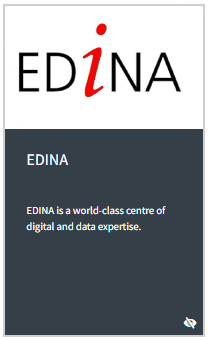 EDiNA
EDINA
EDINA is a world-class centre of
digital and data expertise.